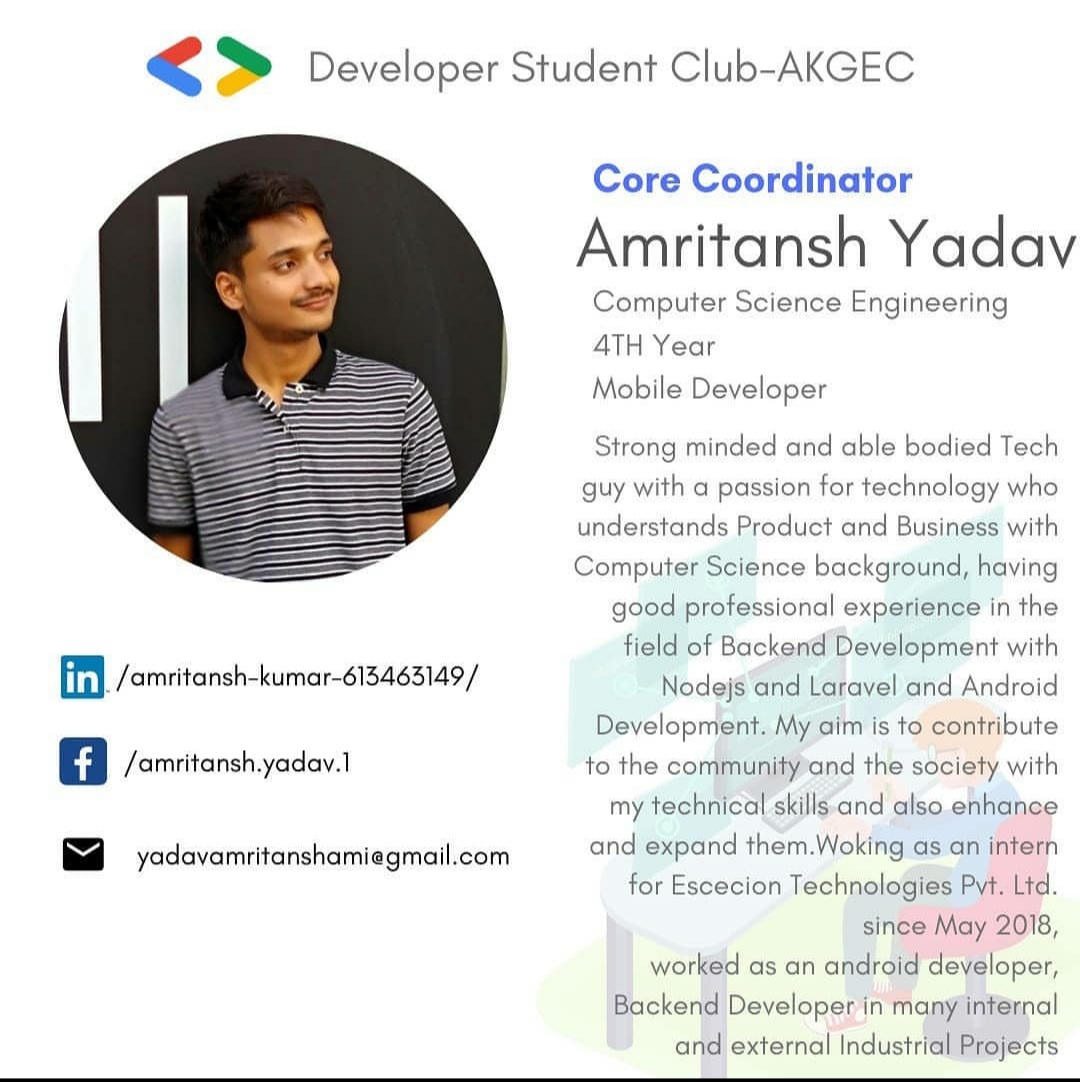 Developer Student Club-AKGEC
Core Coordinator
Amritansh Yadav
Computer Science Engineering
4TH Year
Mobile Developer
Strong minded and able bodied Tech
guy with a passion for technology who
understands Product and Business with
Computer Science background, having
good professional experience in the
field of Backend Development with
Nodejs and Laravel and Android
Development. My aim is to contribute
to the community and the society with
my technical skills and also enhance
and expand them.Woking as an intern
for Escecion Technologies Pvt. Ltd.
since May 2018,
worked as an android developer,
Backend Developer in many internal
and external Industrial Projects
in /amritansh-kumar-613463149/
f /amritansh.yadav.1
yadavamritanshami@gmail.com